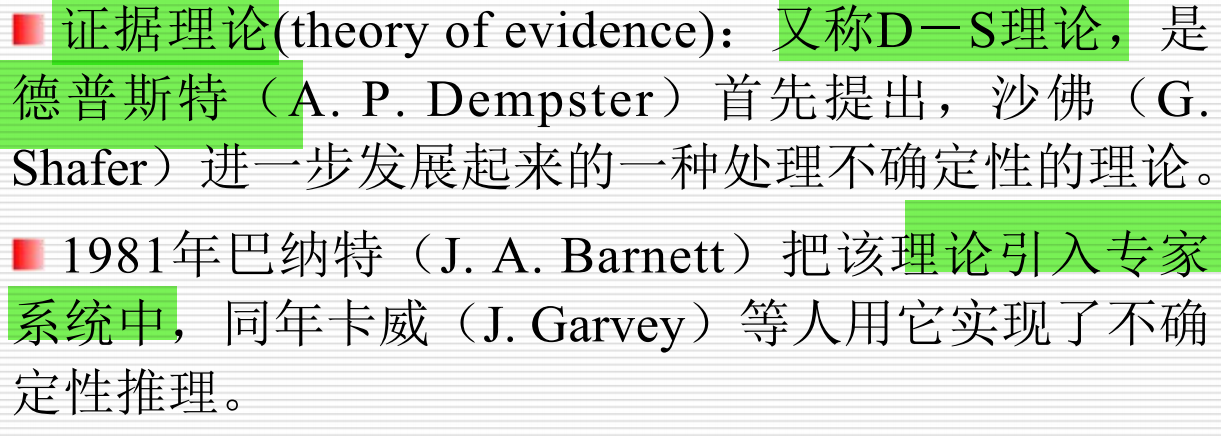 证据理论(theory of evidence)：又称D－S理论，是
德普斯特（A. P. Dempster）首先提出，沙佛（G.
Shafer）进一步发展起来的一种处理不确定性的理论。
1981年巴纳特（J. A. Barnett）把该理论引入专家
系统中，同年卡威（J. Garvey）等人用它实现了不确
定性推理。